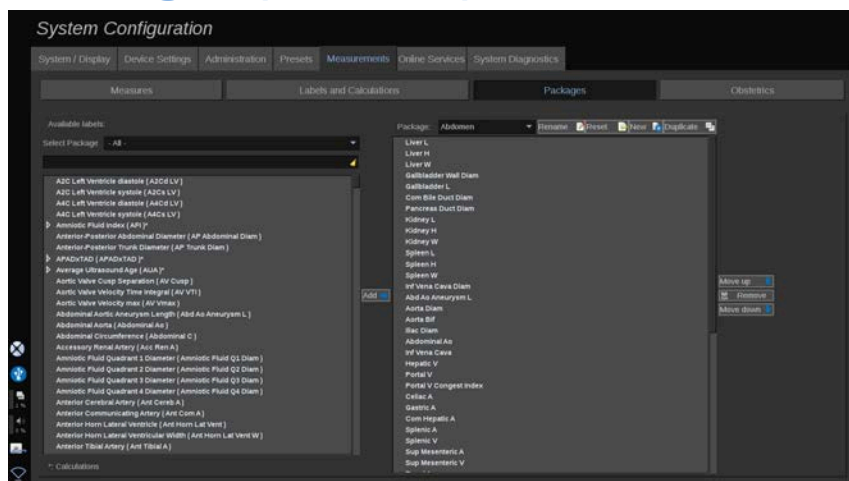 System Configuration
System / Display Device Settings Administration Presets Measurements Online Services System Diagnostics
Measures Labels and Calculations Packages Obstetrics
Available labels:
Select Package - All -
A2C Left Ventricle diastole ( A2Cd LV )
A2C Left Ventricle systole ( A2Cs LV )
A4C Left Ventricle diastole ( A4Cd LV )
A4C Left Ventricle systole ( A4Cs LV )
Amniotic Fluid Index ( AFI )*
Anterior-Posterior Abdominal Diameter ( AP Abdominal Diam )
Anterior-Posterior Trunk Diameter ( AP Trunk Diam )
APADxTAD ( APADxTAD )*
Average Ultrasound Age ( AUA )*
Aortic Valve Cusp Separation ( AV Cusp )
Aortic Valve Velocity Time Integral ( AV VTI )
Aortic Valve Velocity max ( AV Vmax )
Abdominal Aortic Aneurysm Length ( Abd Ao Aneurysm L )
Abdominal Aorta ( Abdominal Ao )
Abdominal Circumference ( Abdominal C )
Accessory Renal Artery ( Acc Ren A )
Amniotic Fluid Quadrant 1 Diameter ( Amniotic Fluid Q1 Diam )
Amniotic Fluid Quadrant 2 Diameter ( Amniotic Fluid Q2 Diam )
Amniotic Fluid Quadrant 3 Diameter ( Amniotic Fluid Q3 Diam )
Amniotic Fluid Quadrant 4 Diameter ( Amniotic Fluid Q4 Diam )
Anterior Cerebral Artery ( Ant Cereb A )
Anterior Communicating Artery ( Ant Com A )
Anterior Horn Lateral Ventricle ( Ant Horn Lat Vent )
Anterior Horn Lateral Ventricular Width ( Ant Horn Lat Vent W )
Anterior Tibial Artery ( Ant Tibial A )
*: Calculations
Add
Package: Abdomen Rename Reset New Duplicate
Liver L
Liver H
Liver W
Gallbladder Wall Diam
Gallbladder L
Com Bile Duct Diam
Pancreas Duct Diam
Kidney L
Kidney H
Kidney W
Spleen L
Spleen H
Spleen W
Inf Vena Cava Diam
Abd Ao Aneurysm L
Aorta Diam
Aorta Bif
Iliac Diam
Abdominal Ao
Inf Vena Cava
Hepatic V
Portal V
Portal V Congest Index
Celiac A
Gastric A
Com Hepatic A
Splenic A
Splenic V
Sup Mesenteric A
Sup Mesenteric V
Move up
Remove
Move down